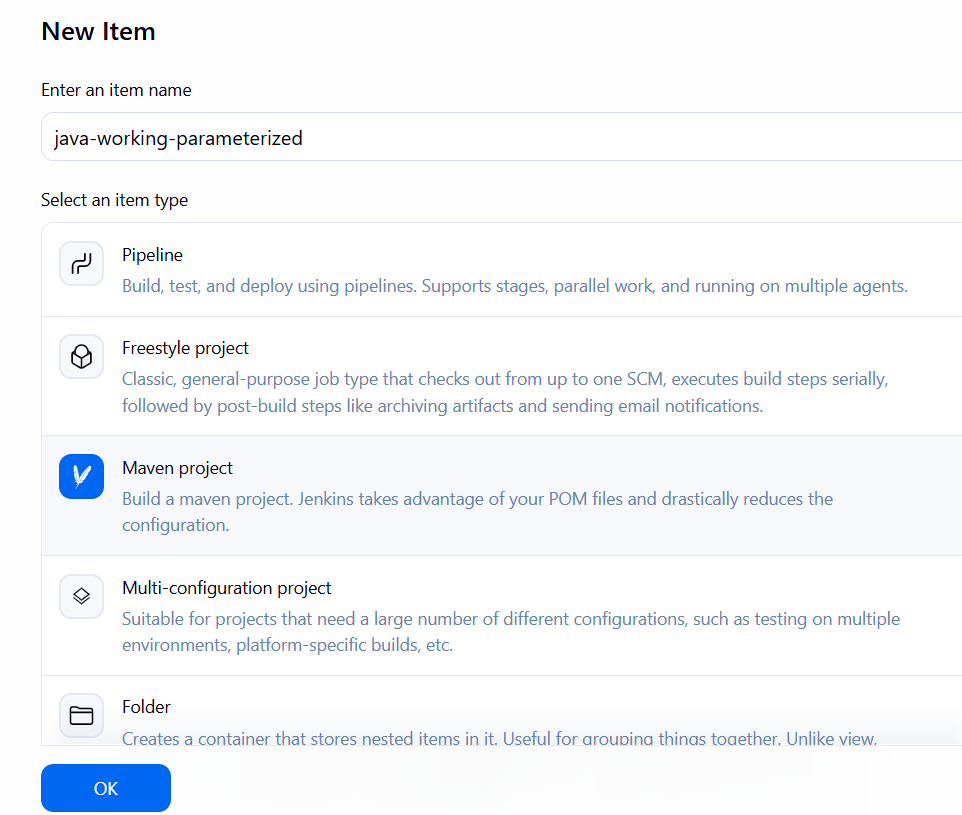 New Item
Enter an item name
java-working-parameterized
Select an item type
Pipeline
Build, test, and deploy using pipelines. Supports stages, parallel work, and running on multiple agents.
Freestyle project
Classic, general-purpose job type that checks out from up to one SCM, executes build steps serially,
followed by post-build steps like archiving artifacts and sending email notifications.
Maven project
Build a maven project. Jenkins takes advantage of your POM files and drastically reduces the
configuration.
Multi-configuration project
Suitable for projects that need a large number of different configurations, such as testing on multiple
environments, platform-specific builds, etc.
Folder
Creates a container that stores nested items in it. Useful for grouping things together. Unlike view,
OK